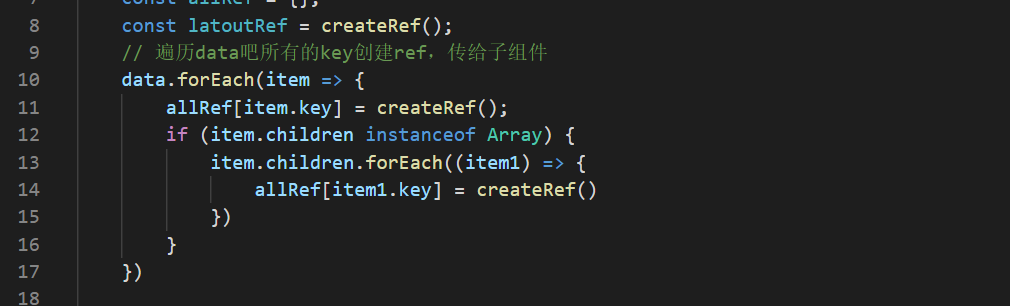 7 const allRef = {};
8 const latoutRef = createRef();
9 // 遍历data吧所有的key创建ref，传给子组件
10 data.forEach(item => {
11 allRef[item.key] = createRef();
12 if (item.children instanceof Array) {
13 item.children.forEach((item1) => {
14 allRef[item1.key] = createRef()
15 })
16 }
17 })
18